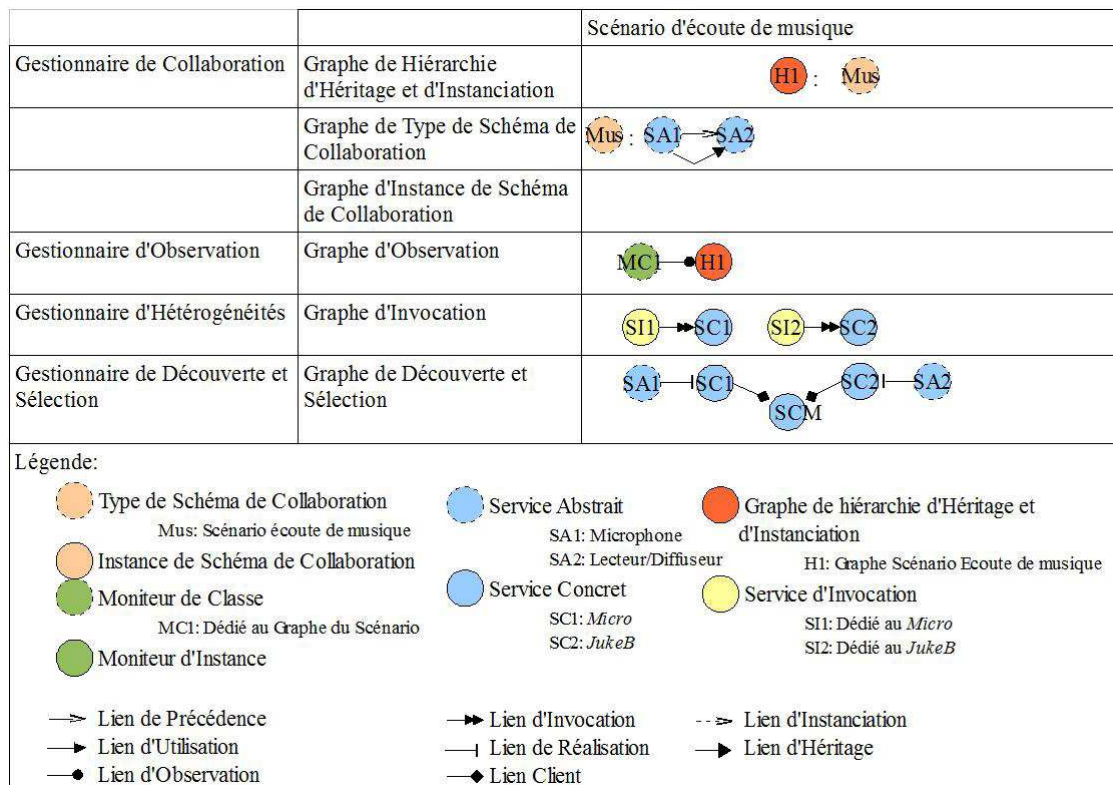 Scénario d'écoute de musique
Gestionnaire de Collaboration
Graphe de Hiérarchie
d'Héritage et d'Instanciation
H1 : Mus
Graphe de Type de Schéma de
Collaboration
Mus : SA1 SA2
Graphe d'Instance de Schéma
de Collaboration
Gestionnaire d'Observation
Graphe d'Observation
MC1 H1
Gestionnaire d'Hétérogénéités
Graphe d'Invocation
SI1 SC1 SI2 SC2
Gestionnaire de Découverte et
Sélection
Graphe de Découverte et
Sélection
SA1 SC1 SC2 SA2
SCM
Légende:
Type de Schéma de Collaboration
Mus: Scénario écoute de musique
Instance de Schéma de Collaboration
Moniteur de Classe
MC1: Dédié au Graphe du Scénario
Moniteur d'Instance
Service Abstrait
SA1: Microphone
SA2: Lecteur/Diffuseur
Service Concret
SC1: Micro
SC2: JukeB
Graphe de hiérarchie d'Héritage et
d'Instanciation
H1: Graphe Scénario Ecoute de musique
Service d'Invocation
SI1: Dédié au Micro
SI2: Dédié au JukeB
Lien de Précédence
Lien d'Utilisation
Lien d'Observation
Lien d'Invocation
Lien de Réalisation
Lien Client
Lien d'Instanciation
Lien d'Héritage